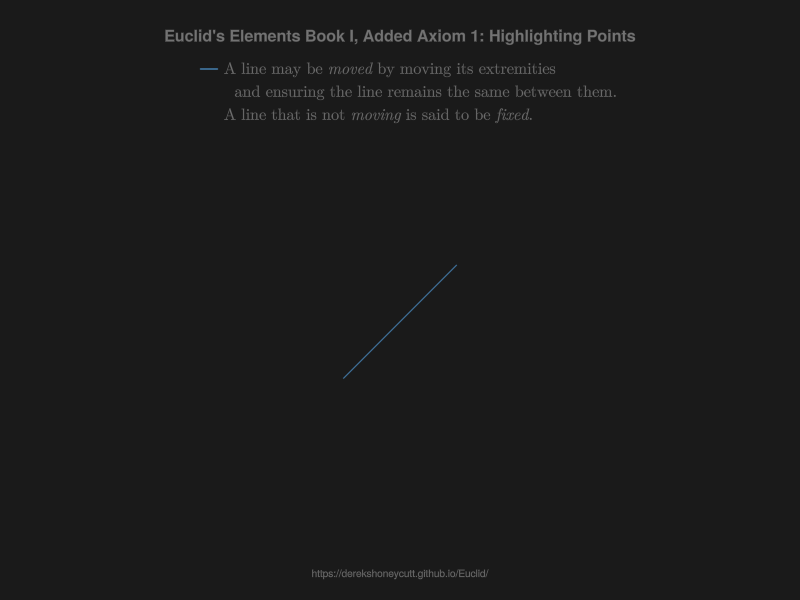 Euclid's Elements Book I, Added Axiom 1: Highlighting Points
A line may be moved by moving its extremities
and ensuring the line remains the same between them.
A line that is not moving is said to be fixed.
https://derekshoneycutt.github.io/Euclid/